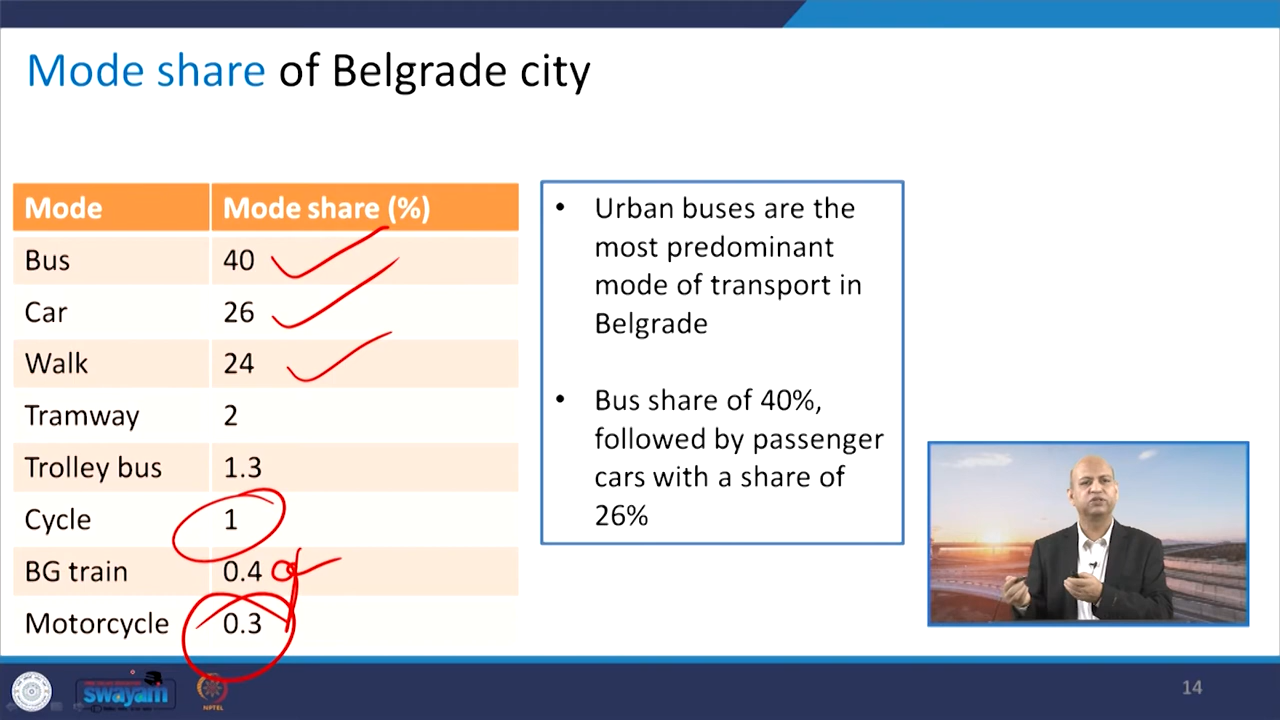 Mode share of Belgrade city
Mode Mode share (%)
Bus 40
Car 26
Walk 24
Tramway 2
Trolley bus 1.3
Cycle 1
BG train 0.4
Motorcycle 0.3
• Urban buses are the
most predominant
mode of transport in
Belgrade
• Bus share of 40%,
followed by passenger
cars with a share of
26%
swayam
NPTEL
14